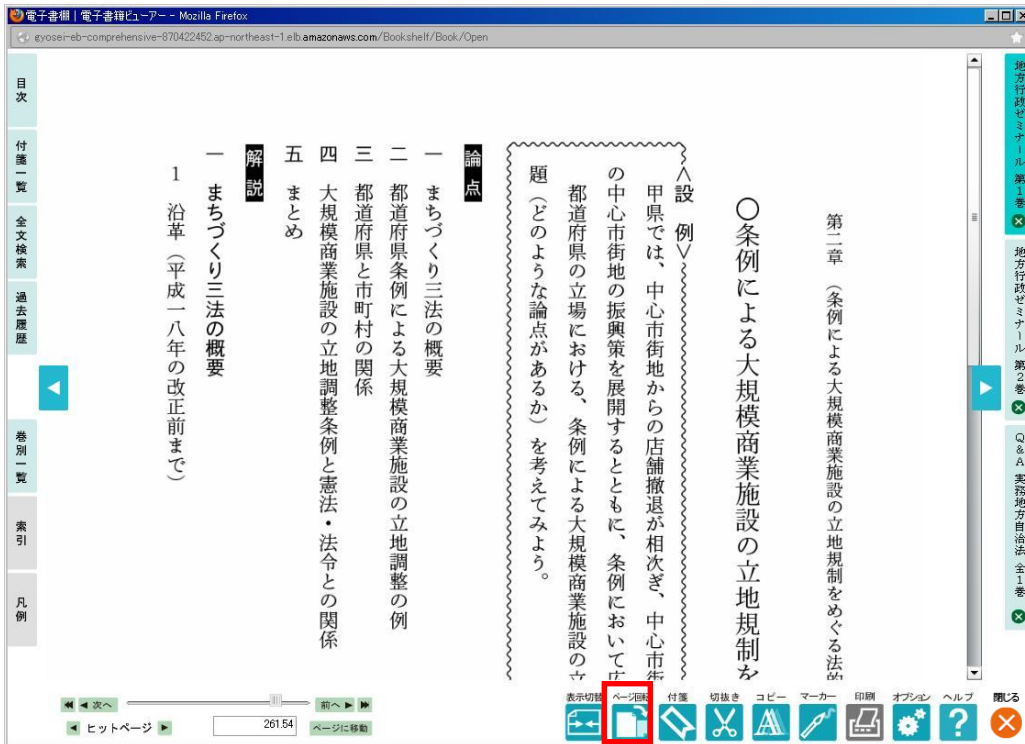 電子書棚 | 電子書籍ビューアー - Mozilla Firefox
gyosei-eb-comprehensive-870422452.ap-northeast-1.elb.amazonaws.com/Bookshelf/Book/Open
目次
付箋一覧
全文検索
過去履歴
巻別一覧
索引
凡例
第二章 （条例による大規模商業施設の立地規制をめぐる法的
〇条例による大規模商業施設の立地規制を
＜設 例＞
甲県では、中心市街地からの店舗撤退が相次ぎ、中心市街
の中心市街地の振興策を展開するとともに、条例において広
都道府県の立場における、条例による大規模商業施設の立
題（どのような論点があるか）を考えてみよう。
論点
一 まちづくり三法の概要
二 都道府県条例による大規模商業施設の立地調整の例
三 都道府県と市町村の関係
四 大規模商業施設の立地調整条例と憲法・法令との関係
五 まとめ
解説
一 まちづくり三法の概要
1 沿革（平成一八年の改正前まで）
地方行政ゼミナール 第1巻
地方行政ゼミナール 第2巻
Q&A 実務地方自治法 全1巻
次へ
前へ
ヒットページ
261.54
ページに移動
表示切替
ページ回転
付箋
切抜き
コピー
マーカー
印刷
オプション
ヘルプ
閉じる